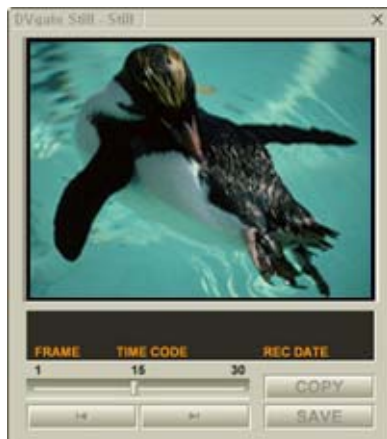 DVgate Still - Still
FRAME TIME CODE REC DATE
1 15 30
COPY
SAVE